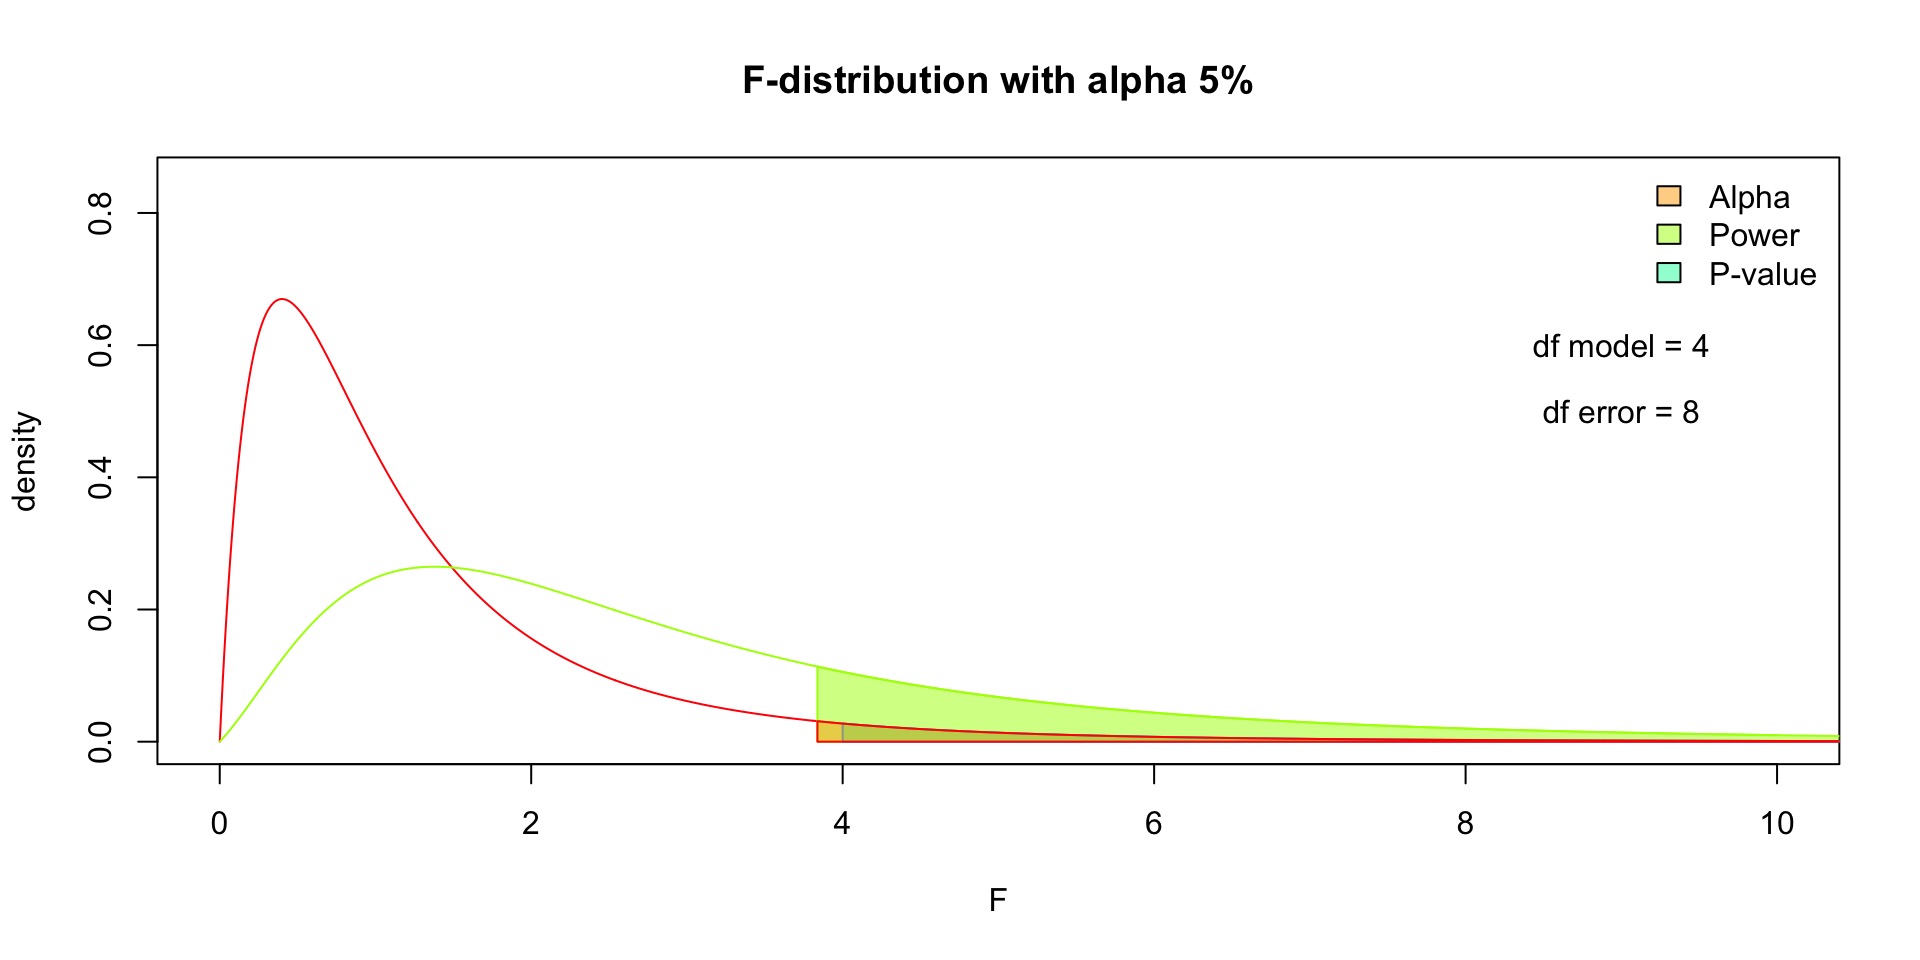 F-distribution with alpha 5%
Alpha
Power
P-value
df model = 4
df error = 8
density
0.8
0.6
0.4
0.2
0.0
0 2 4 6 8 10
F